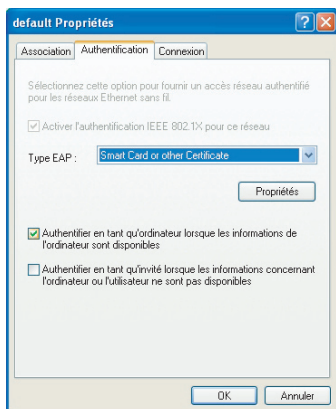 default Propriétés
Association Authentification Connexion
Sélectionnez cette option pour fournir un accès réseau authentifié
pour les réseaux Ethernet sans fil.
Activer l'authentification IEEE 802.1X pour ce réseau
Type EAP : Smart Card or other Certificate
Propriétés
Authentifier en tant qu'ordinateur lorsque les informations de
l'ordinateur sont disponibles
Authentifier en tant qu'invité lorsque les informations concernant
l'ordinateur ou l'utilisateur ne sont pas disponibles
OK Annuler